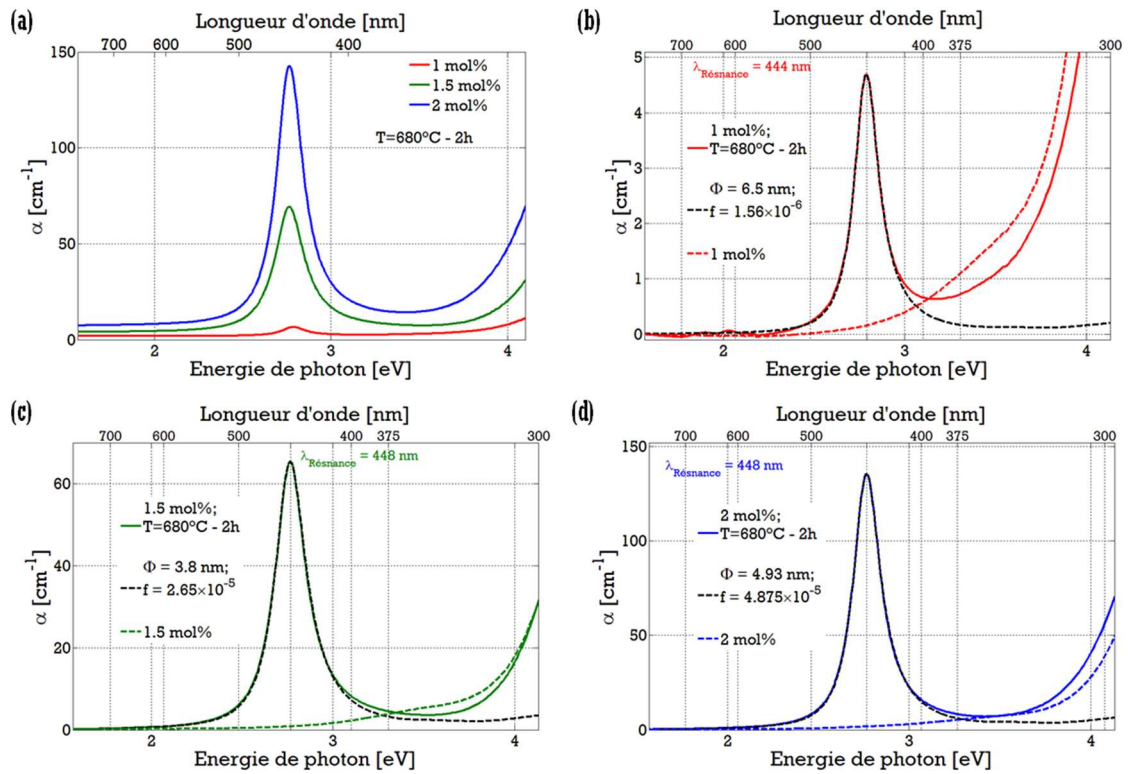 (a)
Longueur d'onde [nm]
700 600 500 400
150
100
50
0
α [cm⁻¹]
1 mol%
1.5 mol%
2 mol%
T=680ºC - 2h
2 3 4
Energie de photon [eV]
(b)
Longueur d'onde [nm]
700 600 500 400 375 300
5
4
3
2
1
0
α [cm⁻¹]
λRésnance = 444 nm
1 mol%;
T=680ºC - 2h
Φ = 6.5 nm;
f = 1.56×10⁻⁶
1 mol%
2 3 4
Energie de photon [eV]
(c)
Longueur d'onde [nm]
700 600 500 400 375 300
60
40
20
0
α [cm⁻¹]
λRésnance = 448 nm
1.5 mol%;
T=680ºC - 2h
Φ = 3.8 nm;
f = 2.65×10⁻⁵
1.5 mol%
2 3 4
Energie de photon [eV]
(d)
Longueur d'onde [nm]
700 600 500 400 375 300
150
100
50
0
α [cm⁻¹]
λRésnance = 448 nm
2 mol%;
T=680ºC - 2h
Φ = 4.93 nm;
f = 4.875×10⁻⁵
2 mol%
2 3 4
Energie de photon [eV]